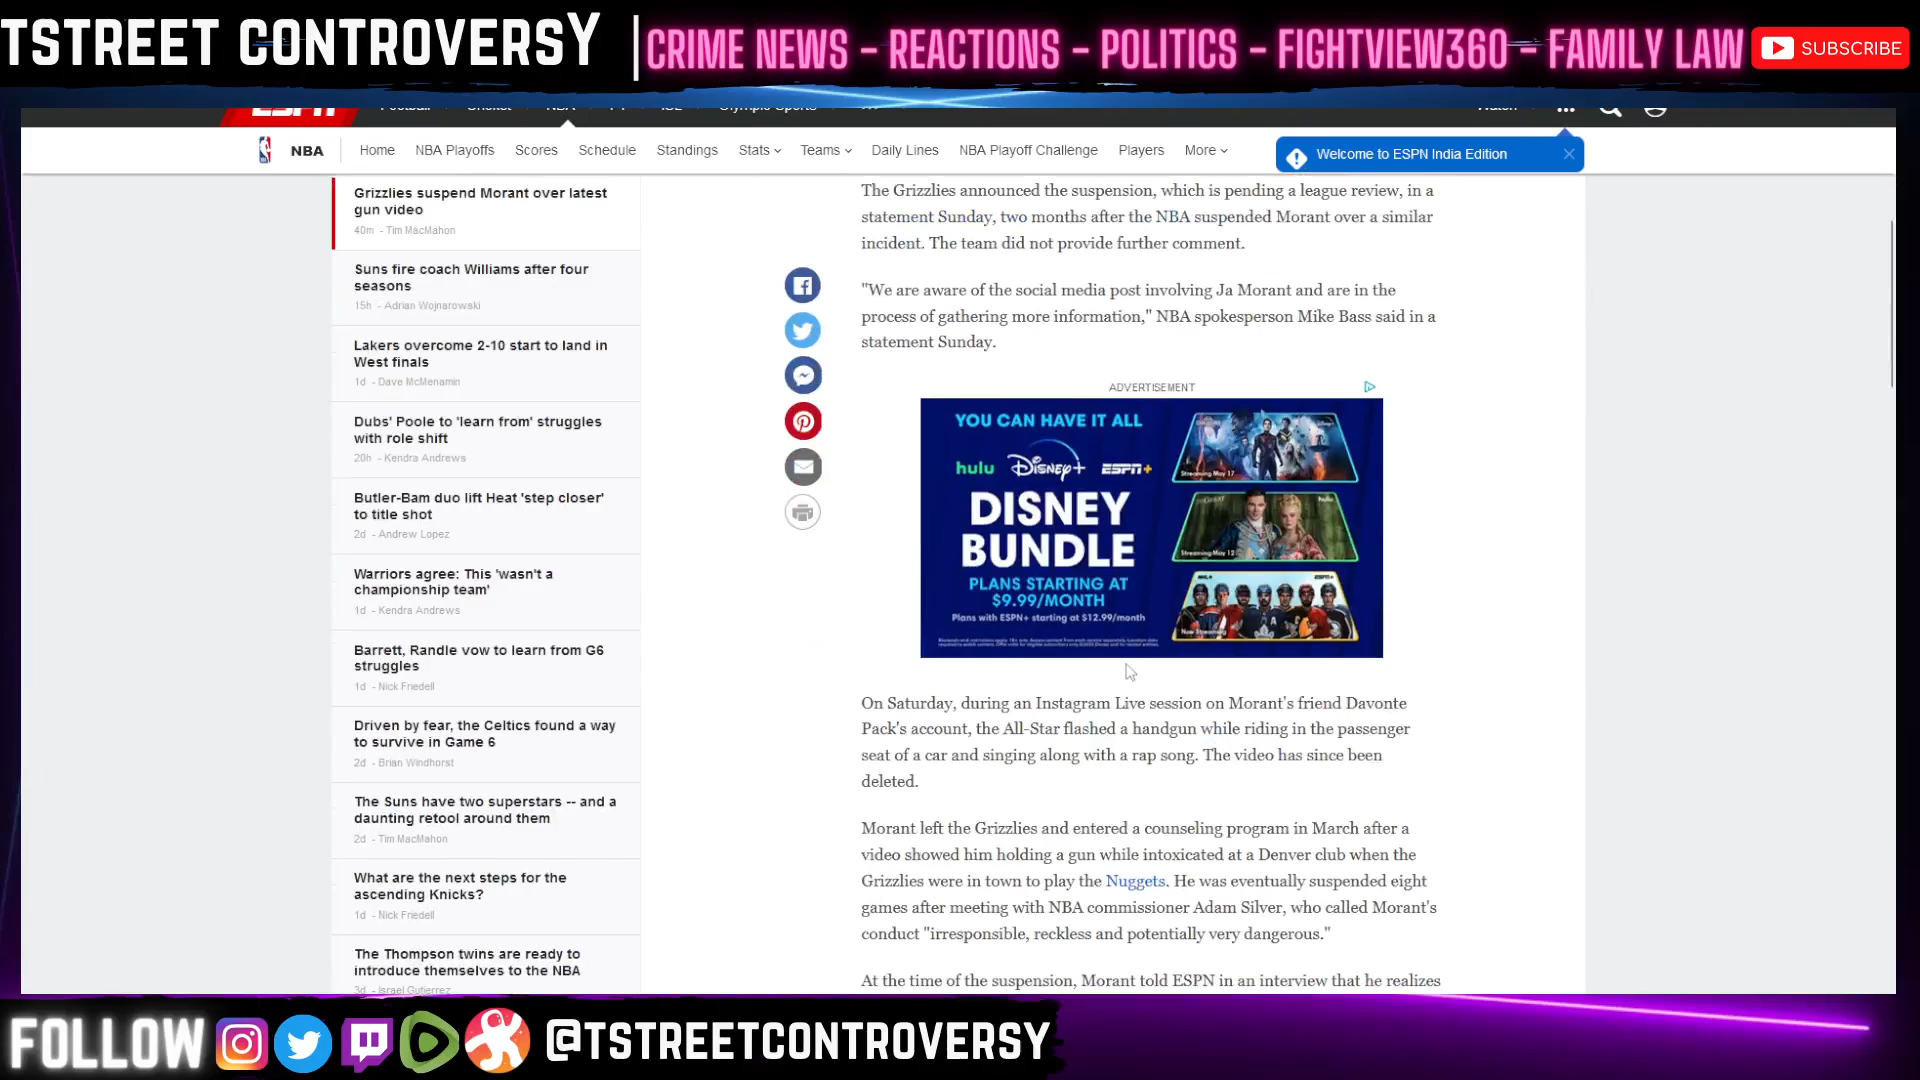 TSTREET CONTROVERSY
CRIME NEWS - REACTIONS - POLITICS - FIGHTVIEW360 - FAMILY LAW
SUBSCRIBE
NBA
Home
NBA Playoffs
Scores
Schedule
Standings
Stats
Teams
Daily Lines
NBA Playoff Challenge
Players
More
Welcome to ESPN India Edition
Grizzlies suspend Morant over latest
gun video
40m - Tim MacMahon
Suns fire coach Williams after four
seasons
15h - Adrian Wojnarowski
Lakers overcome 2-10 start to land in
West finals
1d - Dave McMenamin
Dubs' Poole to 'learn from' struggles
with role shift
20h - Kendra Andrews
Butler-Bam duo lift Heat 'step closer'
to title shot
2d - Andrew Lopez
Warriors agree: This 'wasn't a
championship team'
1d - Kendra Andrews
Barrett, Randle vow to learn from G6
struggles
1d - Nick Friedell
Driven by fear, the Celtics found a way
to survive in Game 6
2d - Brian Windhorst
The Suns have two superstars -- and a
daunting retool around them
2d - Tim MacMahon
What are the next steps for the
ascending Knicks?
1d - Nick Friedell
The Thompson twins are ready to
introduce themselves to the NBA
3d - Israel Gutierrez
The Grizzlies announced the suspension, which is pending a league review, in a
statement Sunday, two months after the NBA suspended Morant over a similar
incident. The team did not provide further comment.
"We are aware of the social media post involving Ja Morant and are in the
process of gathering more information," NBA spokesperson Mike Bass said in a
statement Sunday.
ADVERTISEMENT
YOU CAN HAVE IT ALL
hulu Disney+ ESPN+
DISNEY
BUNDLE
PLANS STARTING AT
$9.99/MONTH
Plans with ESPN+ starting at $12.99/month
Streaming May 17
hulu
Streaming May 12
ESPN+
Now Streaming
On Saturday, during an Instagram Live session on Morant's friend Davonte
Pack's account, the All-Star flashed a handgun while riding in the passenger
seat of a car and singing along with a rap song. The video has since been
deleted.
Morant left the Grizzlies and entered a counseling program in March after a
video showed him holding a gun while intoxicated at a Denver club when the
Grizzlies were in town to play the Nuggets. He was eventually suspended eight
games after meeting with NBA commissioner Adam Silver, who called Morant's
conduct "irresponsible, reckless and potentially very dangerous."
At the time of the suspension, Morant told ESPN in an interview that he realizes
FOLLOW
@TSTREETCONTROVERSY